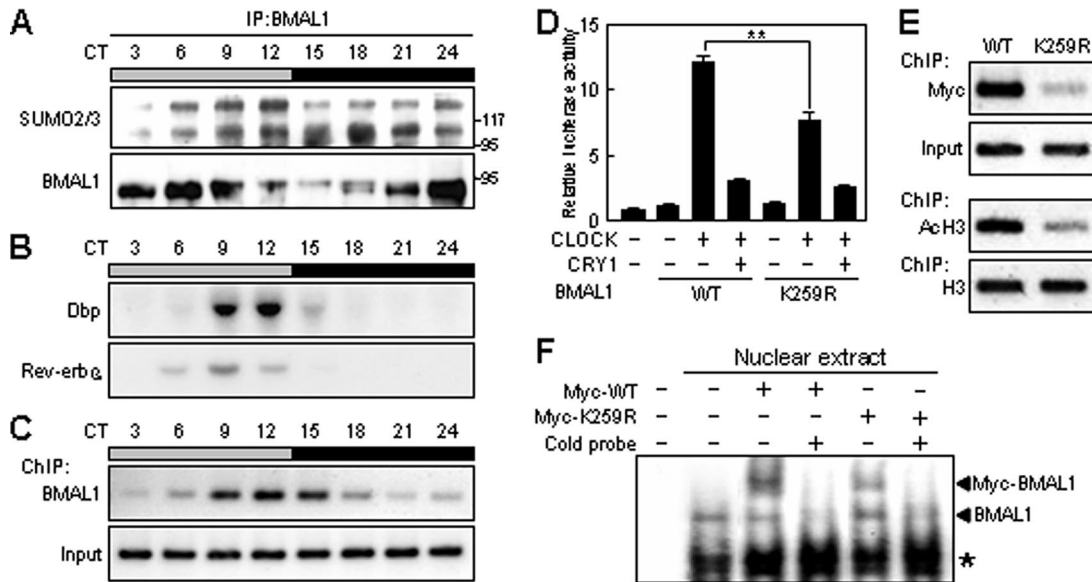 A
IP:BMAL1
CT 3 6 9 12 15 18 21 24
SUMO2/3
-117
-95
BMAL1
-95
B
CT 3 6 9 12 15 18 21 24
Dbp
Rev-erbα
C
CT 3 6 9 12 15 18 21 24
ChIP:
BMAL1
Input
D
Relative luciferase activity
15
10
5
0
**
CLOCK – – + + – + +
CRY1 – – – + – – +
BMAL1 – WT K259R
E
WT K259R
ChIP:
Myc
Input
ChIP:
AcH3
ChIP:
H3
F
Nuclear extract
Myc-WT – – + + – –
Myc-K259R – – – – + +
Cold probe – – – + – +
Myc-BMAL1
BMAL1
*